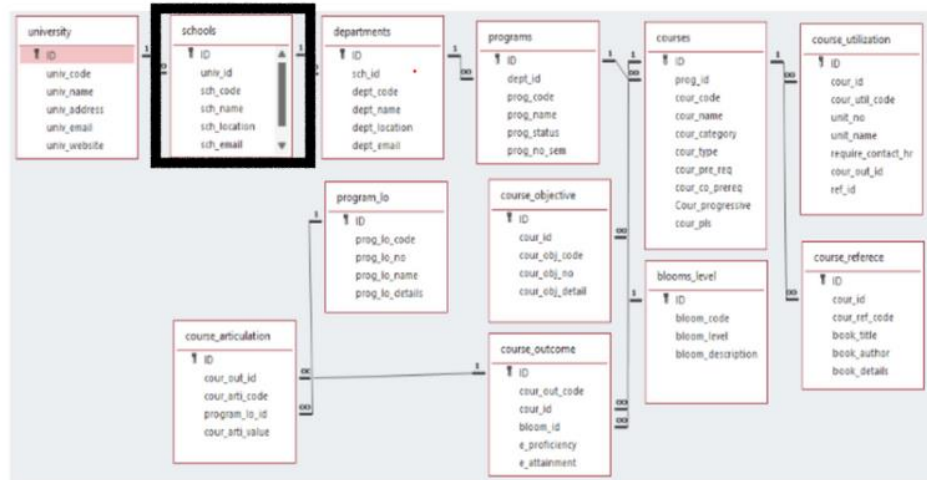 university
ID
univ_code
univ_name
univ_address
univ_email
univ_website
schools
ID
univ_id
sch_code
sch_name
sch_location
sch_email
departments
ID
sch_id
dept_code
dept_name
dept_location
dept_email
programs
ID
dept_id
prog_code
prog_name
prog_status
prog_no_sem
courses
ID
prog_id
cour_code
cour_name
cour_category
cour_type
cour_pre_req
cour_co_prereq
Cour_progressive
cour_pls
course_utilization
ID
cour_id
cour_util_code
unit_no
unit_name
require_contact_hr
cour_out_id
ref_id
program_lo
ID
prog_lo_code
prog_lo_no
prog_lo_name
prog_lo_details
course_objective
ID
cour_id
cour_obj_code
cour_obj_no
cour_obj_detail
blooms_level
ID
bloom_code
bloom_level
bloom_description
course_referece
ID
cour_id
cour_ref_code
book_title
book_author
book_details
course_articulation
ID
cour_out_id
cour_arti_code
program_lo_id
cour_arti_value
course_outcome
ID
cour_out_code
cour_id
bloom_id
e_proficiency
e_attainment